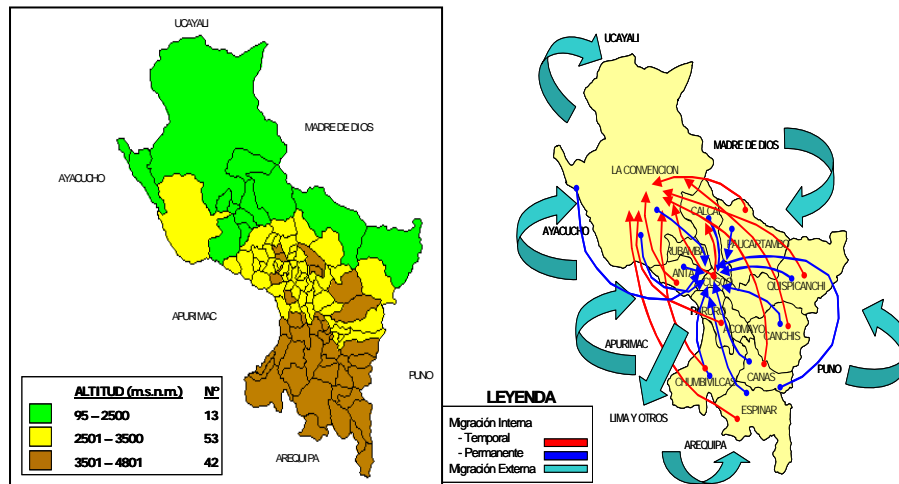 UCAYALI
MADRE DE DIOS
AYACUCHO
APURIMAC
PUNO
AREQUIPA
ALTITUD (m.s.n.m.) Nº
95 – 2500 13
2501 – 3500 53
3501 – 4801 42
UCAYALI
MADRE DE DIOS
LA CONVENCION
CALCA
AYACUCHO
PAUCARTAMBO
RUBAMBA
ANTA
CUSCO
QUISPICANCHI
PARURO
ACOMAYO
CANCHIS
APURIMAC
PUNO
CHUMBIVILCAS
CANAS
ESPINAR
LIMA Y OTROS
AREQUIPA
LEYENDA
Migración Interna
- Temporal
- Permanente
Migración Externa